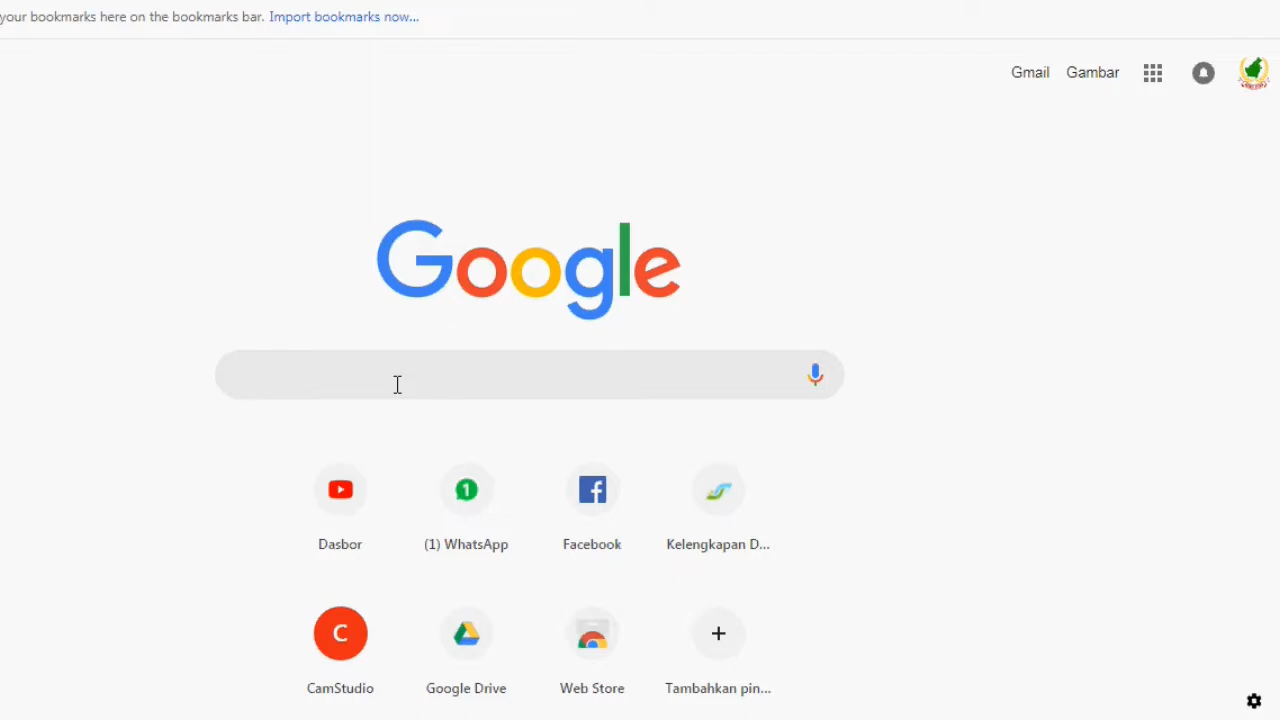 your bookmarks here on the bookmarks bar. Import bookmarks now...
Gmail Gambar
Google
1
Dasbor (1) WhatsApp Facebook Kelengkapan D...
C
CamStudio Google Drive Web Store Tambahkan pin...